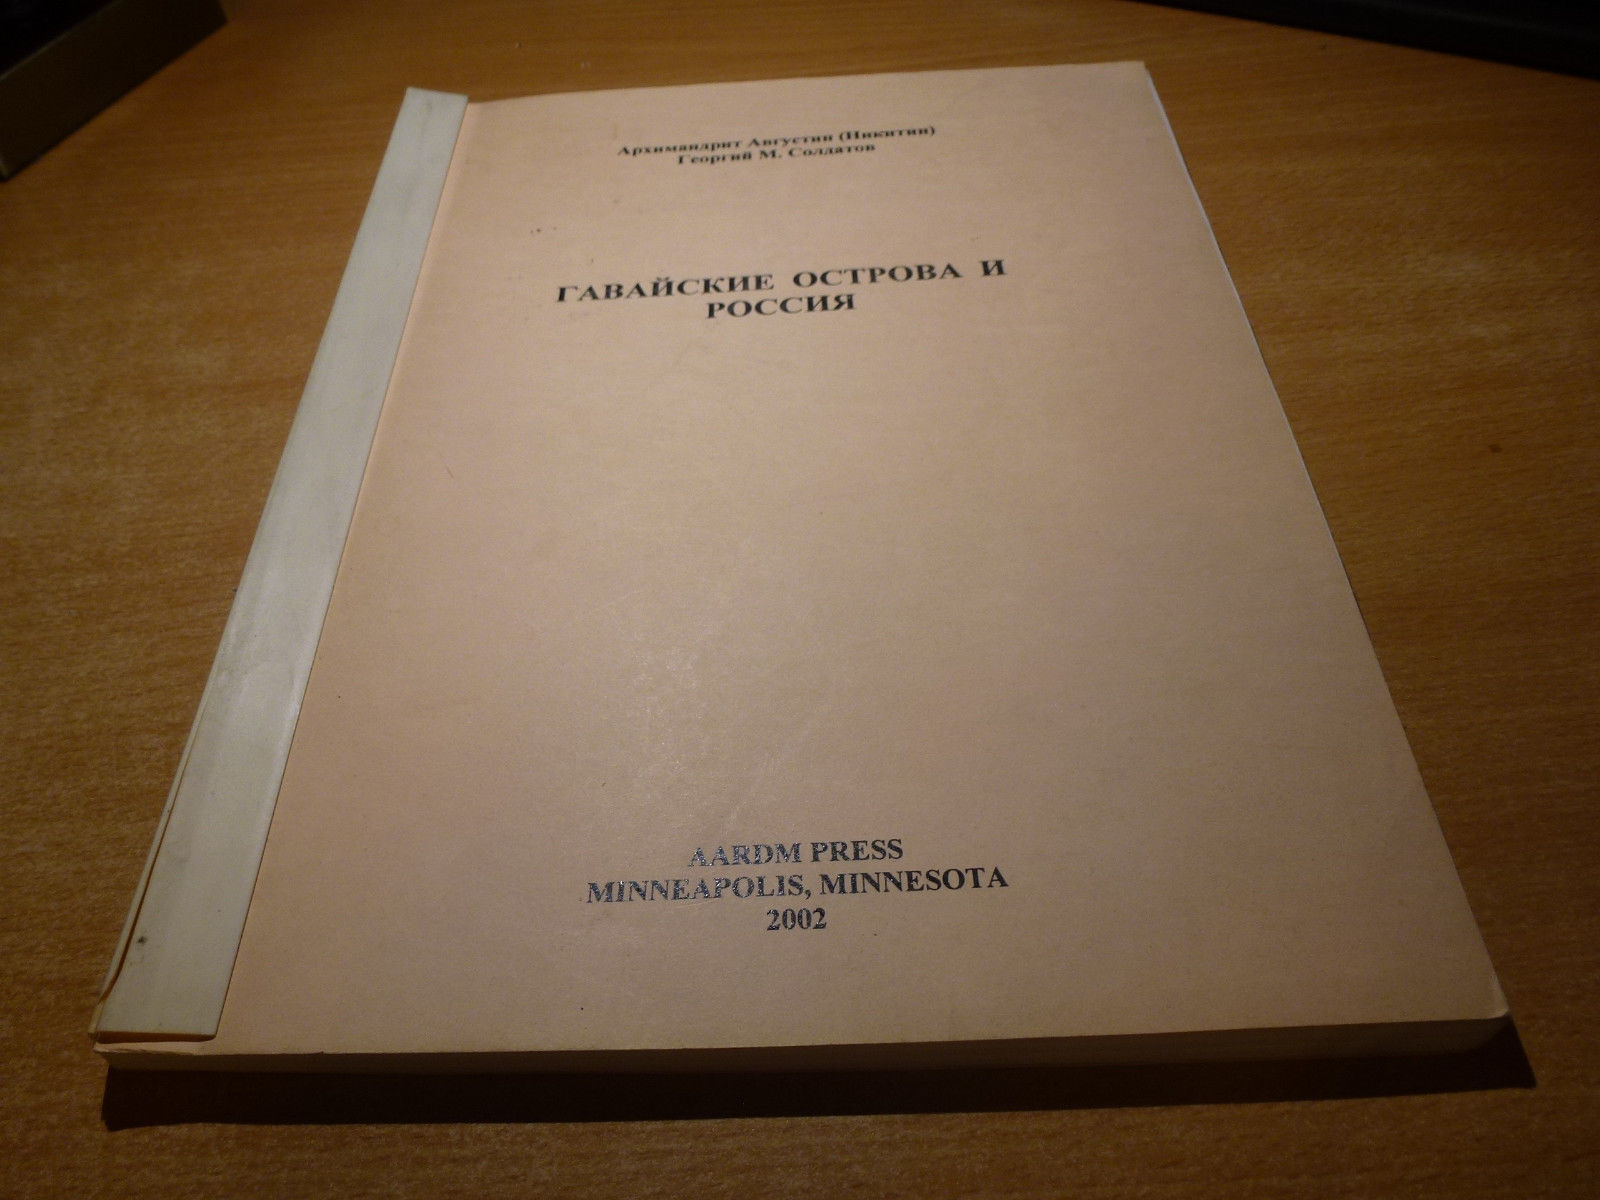 Архимандрит Августин (Никитин)
Георгий М. Солдатов
ГАВАЙСКИЕ ОСТРОВА И
РОССИЯ
AARDM PRESS
MINNEAPOLIS, MINNESOTA
2002